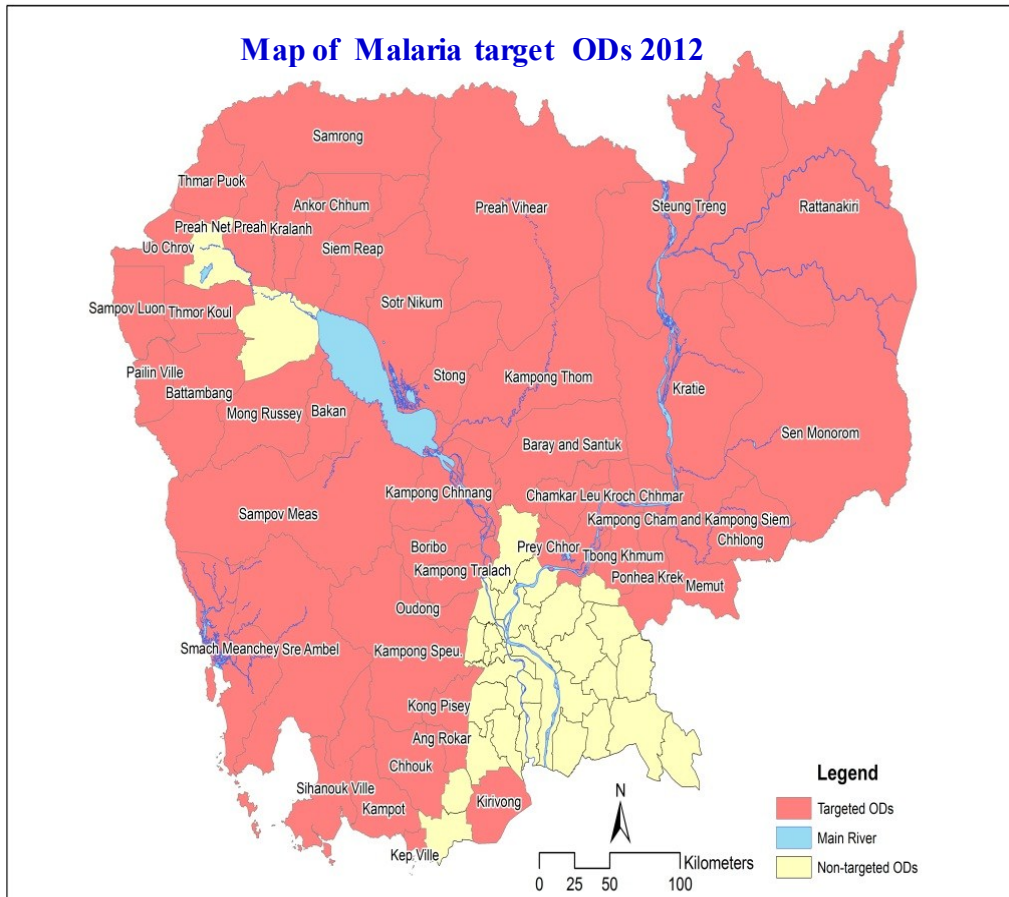 Map of Malaria target ODs 2012
Samrong
Thmar Puok
Ankor Chhum
Preah Vihear
Steung Treng
Rattanakiri
Preah Net Preah
Kralanh
Uo Chrov
Siem Reap
Sotr Nikum
Sampov Luon
Thmor Koul
Pailin Ville
Battambang
Mong Russey
Bakan
Stong
Kampong Thom
Kratie
Sen Monorom
Baray and Santuk
Kampong Chhnang
Chamkar Leu
Kroch Chhmar
Sampov Meas
Kampong Cham and Kampong Siem
Boribo
Prey Chhor
Tbong Khmum
Chhlong
Kampong Tralach
Ponhea Krek
Memut
Oudong
Smach Meanchey
Sre Ambel
Kampong Speu.
Kong Pisey
Ang Rokar
Chhouk
Sihanouk Ville
Kampot
Kirivong
Kep Ville
N
Kilometers
0 25 50 100
Legend
Targeted ODs
Main River
Non-targeted ODs